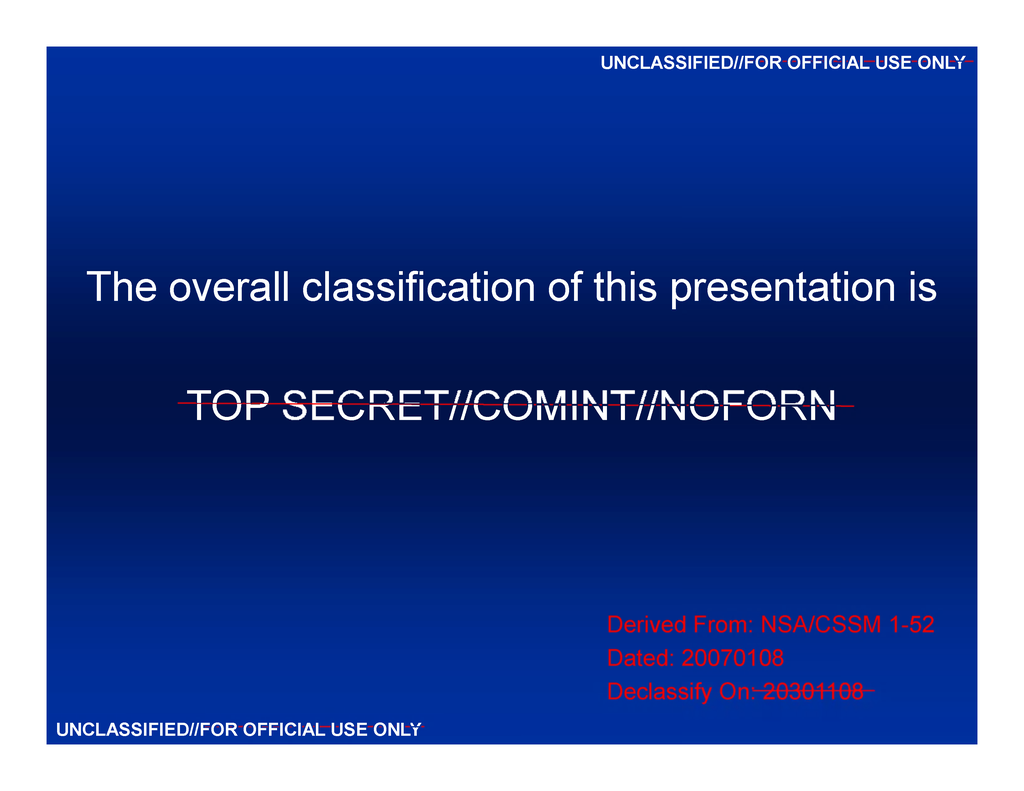 UNCLASSIFIED//FOR OFFICIAL USE ONLY
The overall classification of this presentation is
TOP SECRET//COMINT//NOFORN
Derived From: NSA/CSSM 1-52
Dated: 20070108
Declassify On: 20301108
UNCLASSIFIED//FOR OFFICIAL USE ONLY